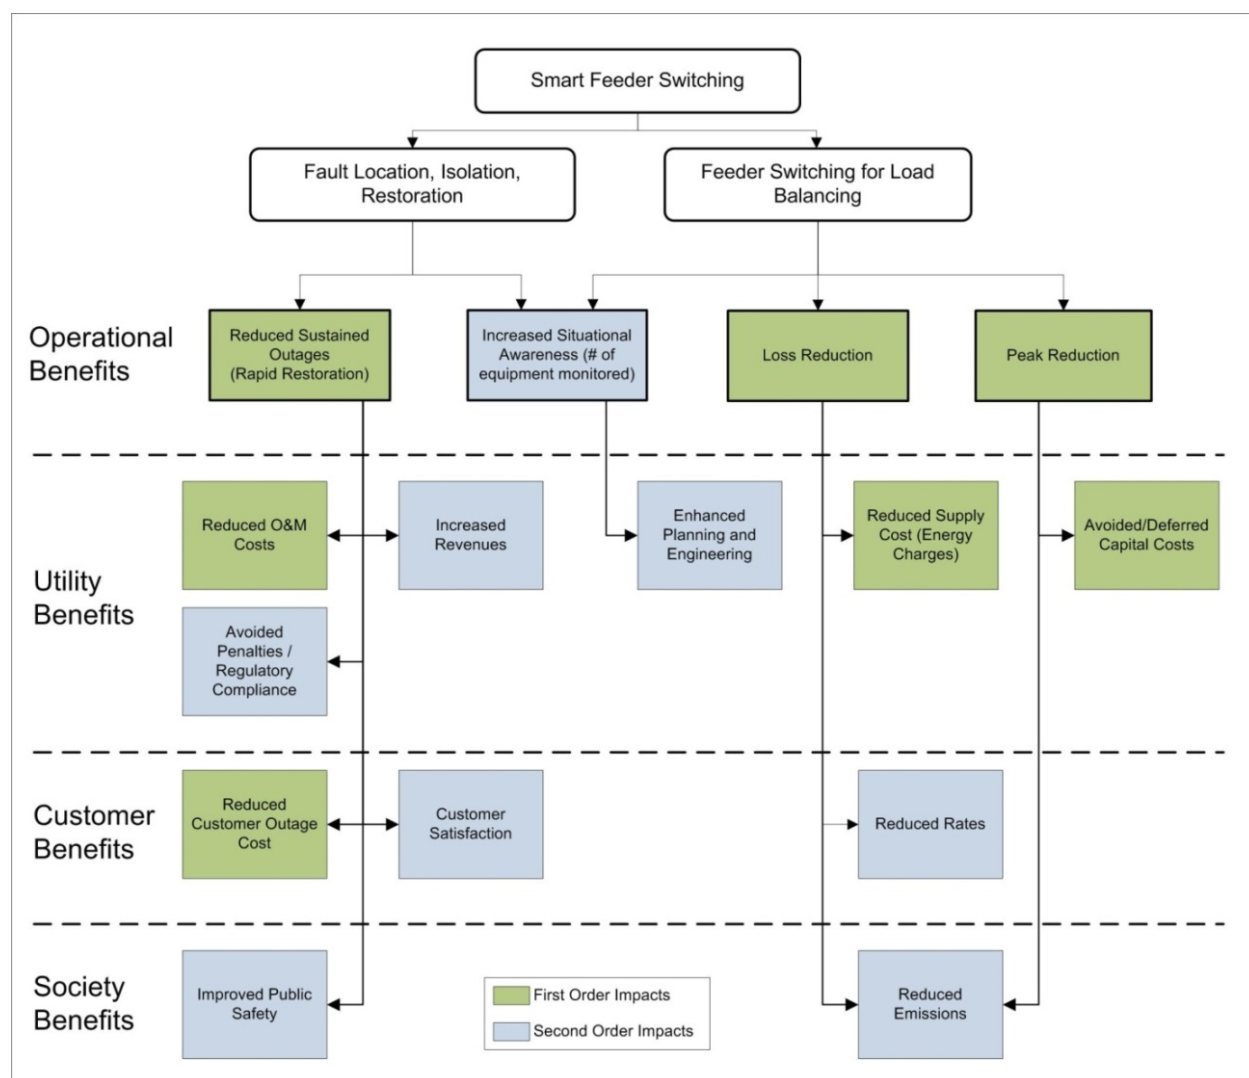 Smart Feeder Switching
Fault Location, Isolation,
Restoration
Feeder Switching for Load
Balancing
Operational
Benefits
Reduced Sustained
Outages
(Rapid Restoration)
Increased Situational
Awareness (# of
equipment monitored)
Loss Reduction
Peak Reduction
Utility
Benefits
Reduced O&M
Costs
Increased
Revenues
Enhanced
Planning and
Engineering
Reduced Supply
Cost (Energy
Charges)
Avoided/Deferred
Capital Costs
Avoided
Penalties /
Regulatory
Compliance
Customer
Benefits
Reduced
Customer Outage
Cost
Customer
Satisfaction
Reduced Rates
Society
Benefits
Improved Public
Safety
First Order Impacts
Second Order Impacts
Reduced
Emissions